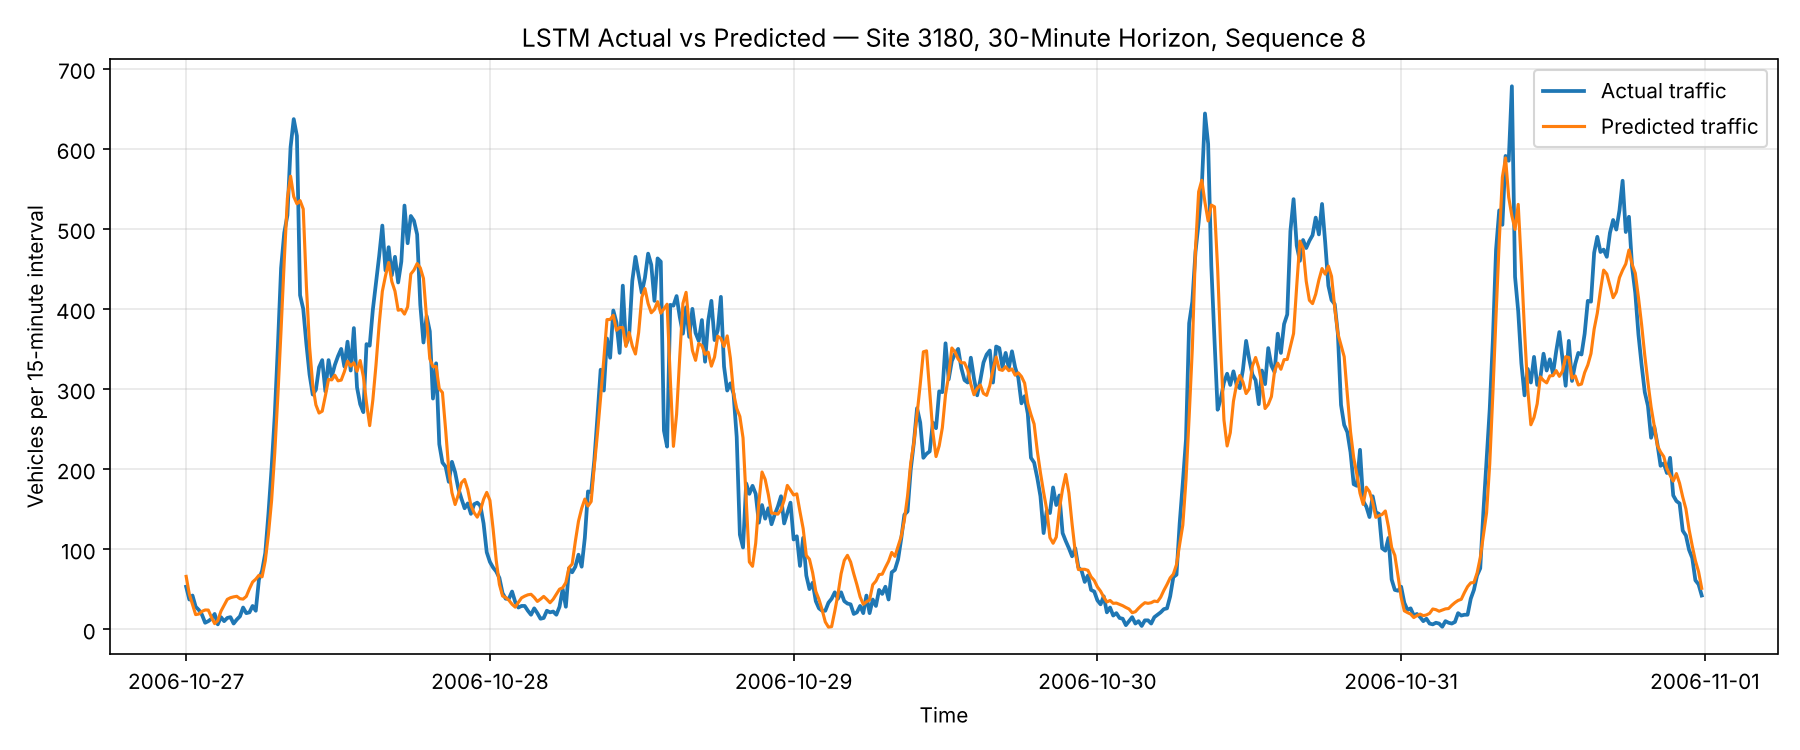 LSTM Actual vs Predicted — Site 3180, 30-Minute Horizon, Sequence 8
Actual traffic
Predicted traffic
Vehicles per 15-minute interval
700
600
500
400
300
200
100
0
2006-10-27
2006-10-28
2006-10-29
2006-10-30
2006-10-31
2006-11-01
Time